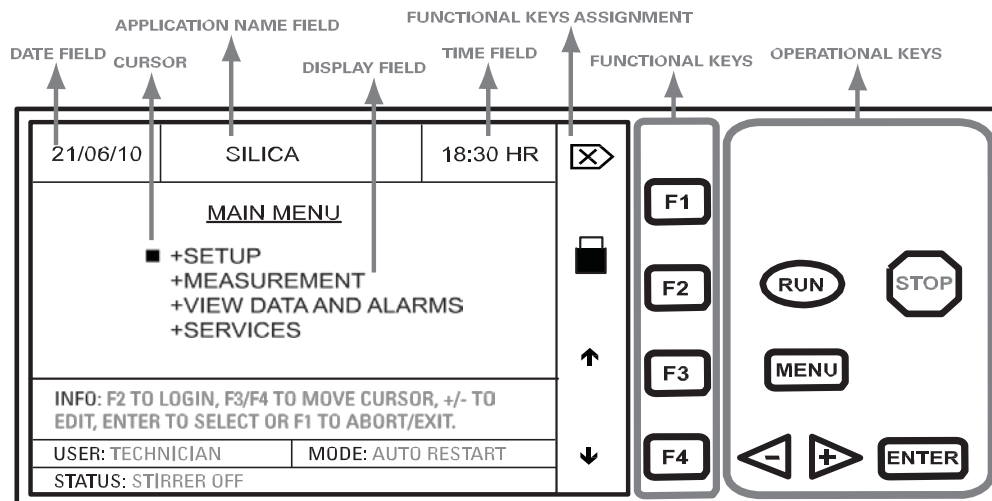 FUNCTIONAL KEYS ASSIGNMENT
APPLICATION NAME FIELD
DATE FIELD
CURSOR
DISPLAY FIELD
TIME FIELD
FUNCTIONAL KEYS
OPERATIONAL KEYS
21/06/10
SILICA
18:30 HR
MAIN MENU
+SETUP
+MEASUREMENT
+VIEW DATA AND ALARMS
+SERVICES
INFO: F2 TO LOGIN, F3/F4 TO MOVE CURSOR, +/- TO
EDIT, ENTER TO SELECT OR F1 TO ABORT/EXIT.
USER: TECHNICIAN
MODE: AUTO RESTART
STATUS: STIRRER OFF
F1
F2
F3
F4
RUN
STOP
MENU
-
+
ENTER